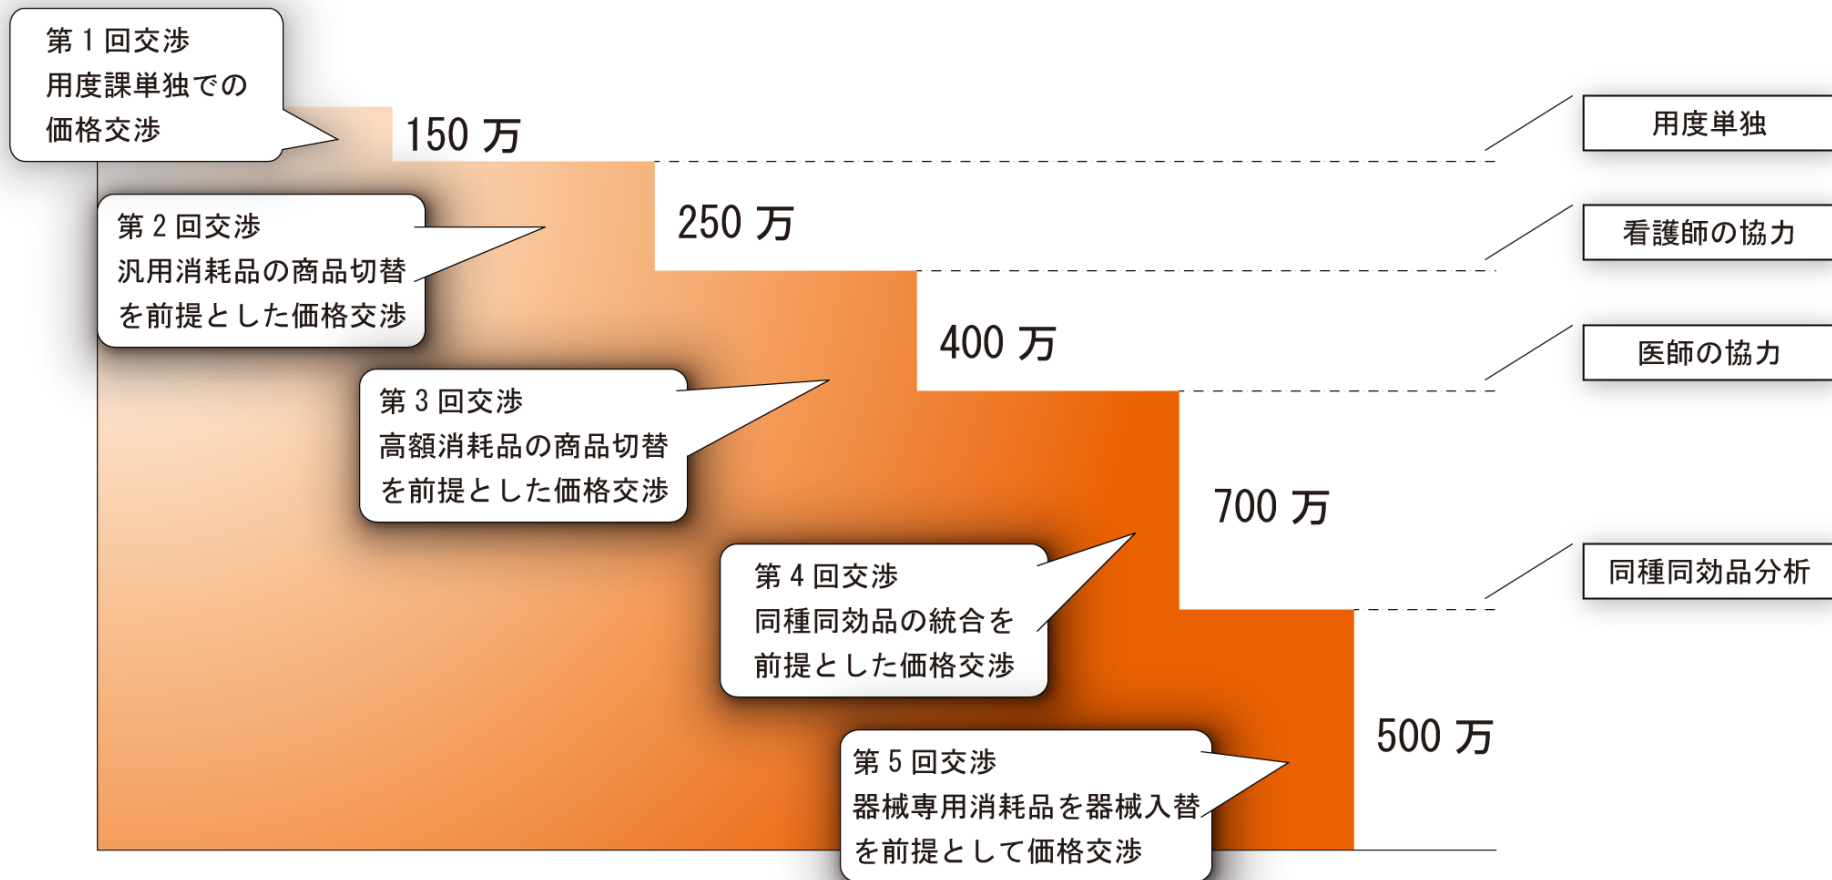 第1回交渉
用度課単独での
価格交渉
150 万
用度単独
第2回交渉
汎用消耗品の商品切替
を前提とした価格交渉
250 万
看護師の協力
第3回交渉
高額消耗品の商品切替
を前提とした価格交渉
400 万
医師の協力
第4回交渉
同種同効品の統合を
前提とした価格交渉
700 万
同種同効品分析
第5回交渉
器械専用消耗品を器械入替
を前提として価格交渉
500 万